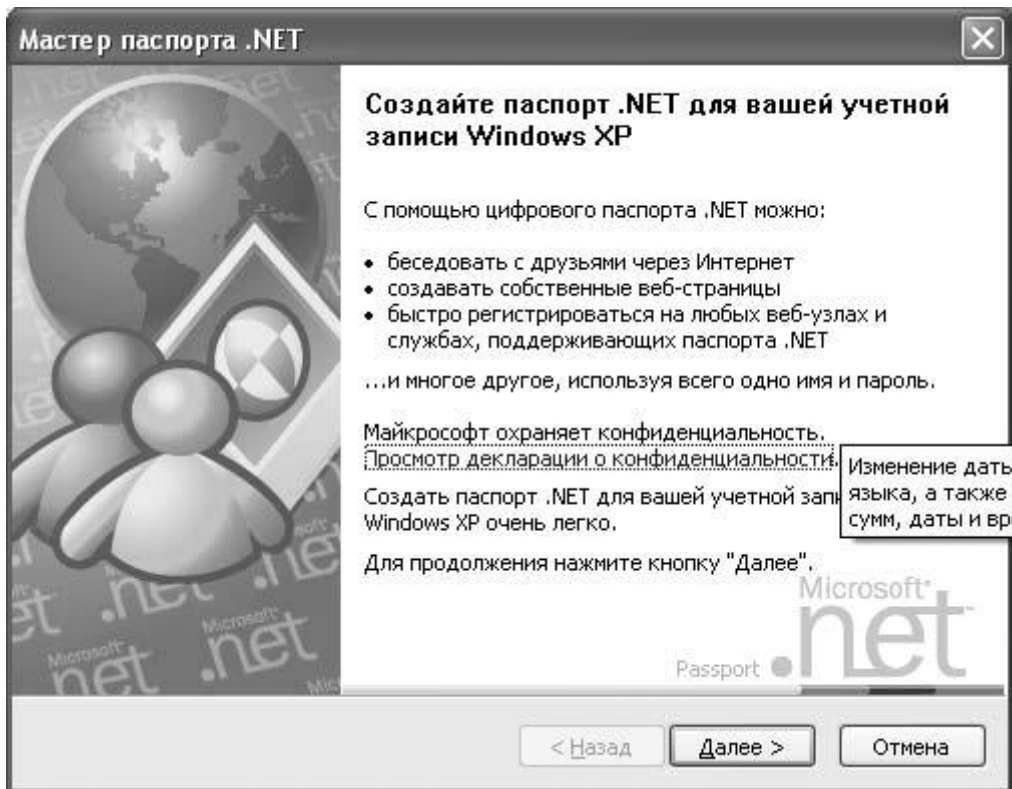 Мастер паспорта .NET
Создайте паспорт .NET для вашей учетной
записи Windows XP
С помощью цифрового паспорта .NET можно:
• беседовать с друзьями через Интернет
• создавать собственные веб-страницы
• быстро регистрироваться на любых веб-узлах и
службах, поддерживающих паспорта .NET
...и многое другое, используя всего одно имя и пароль.
Майкрософт охраняет конфиденциальность.
Просмотр декларации о конфиденциальности.
Изменение даты
языка, а также
сумм, даты и вр
Создать паспорт .NET для вашей учетной запи
Windows XP очень легко.
Для продолжения нажмите кнопку "Далее".
Microsoft
.net
Passport
Microsoft
.net
Microsoft
.net
< Назад
Далее >
Отмена